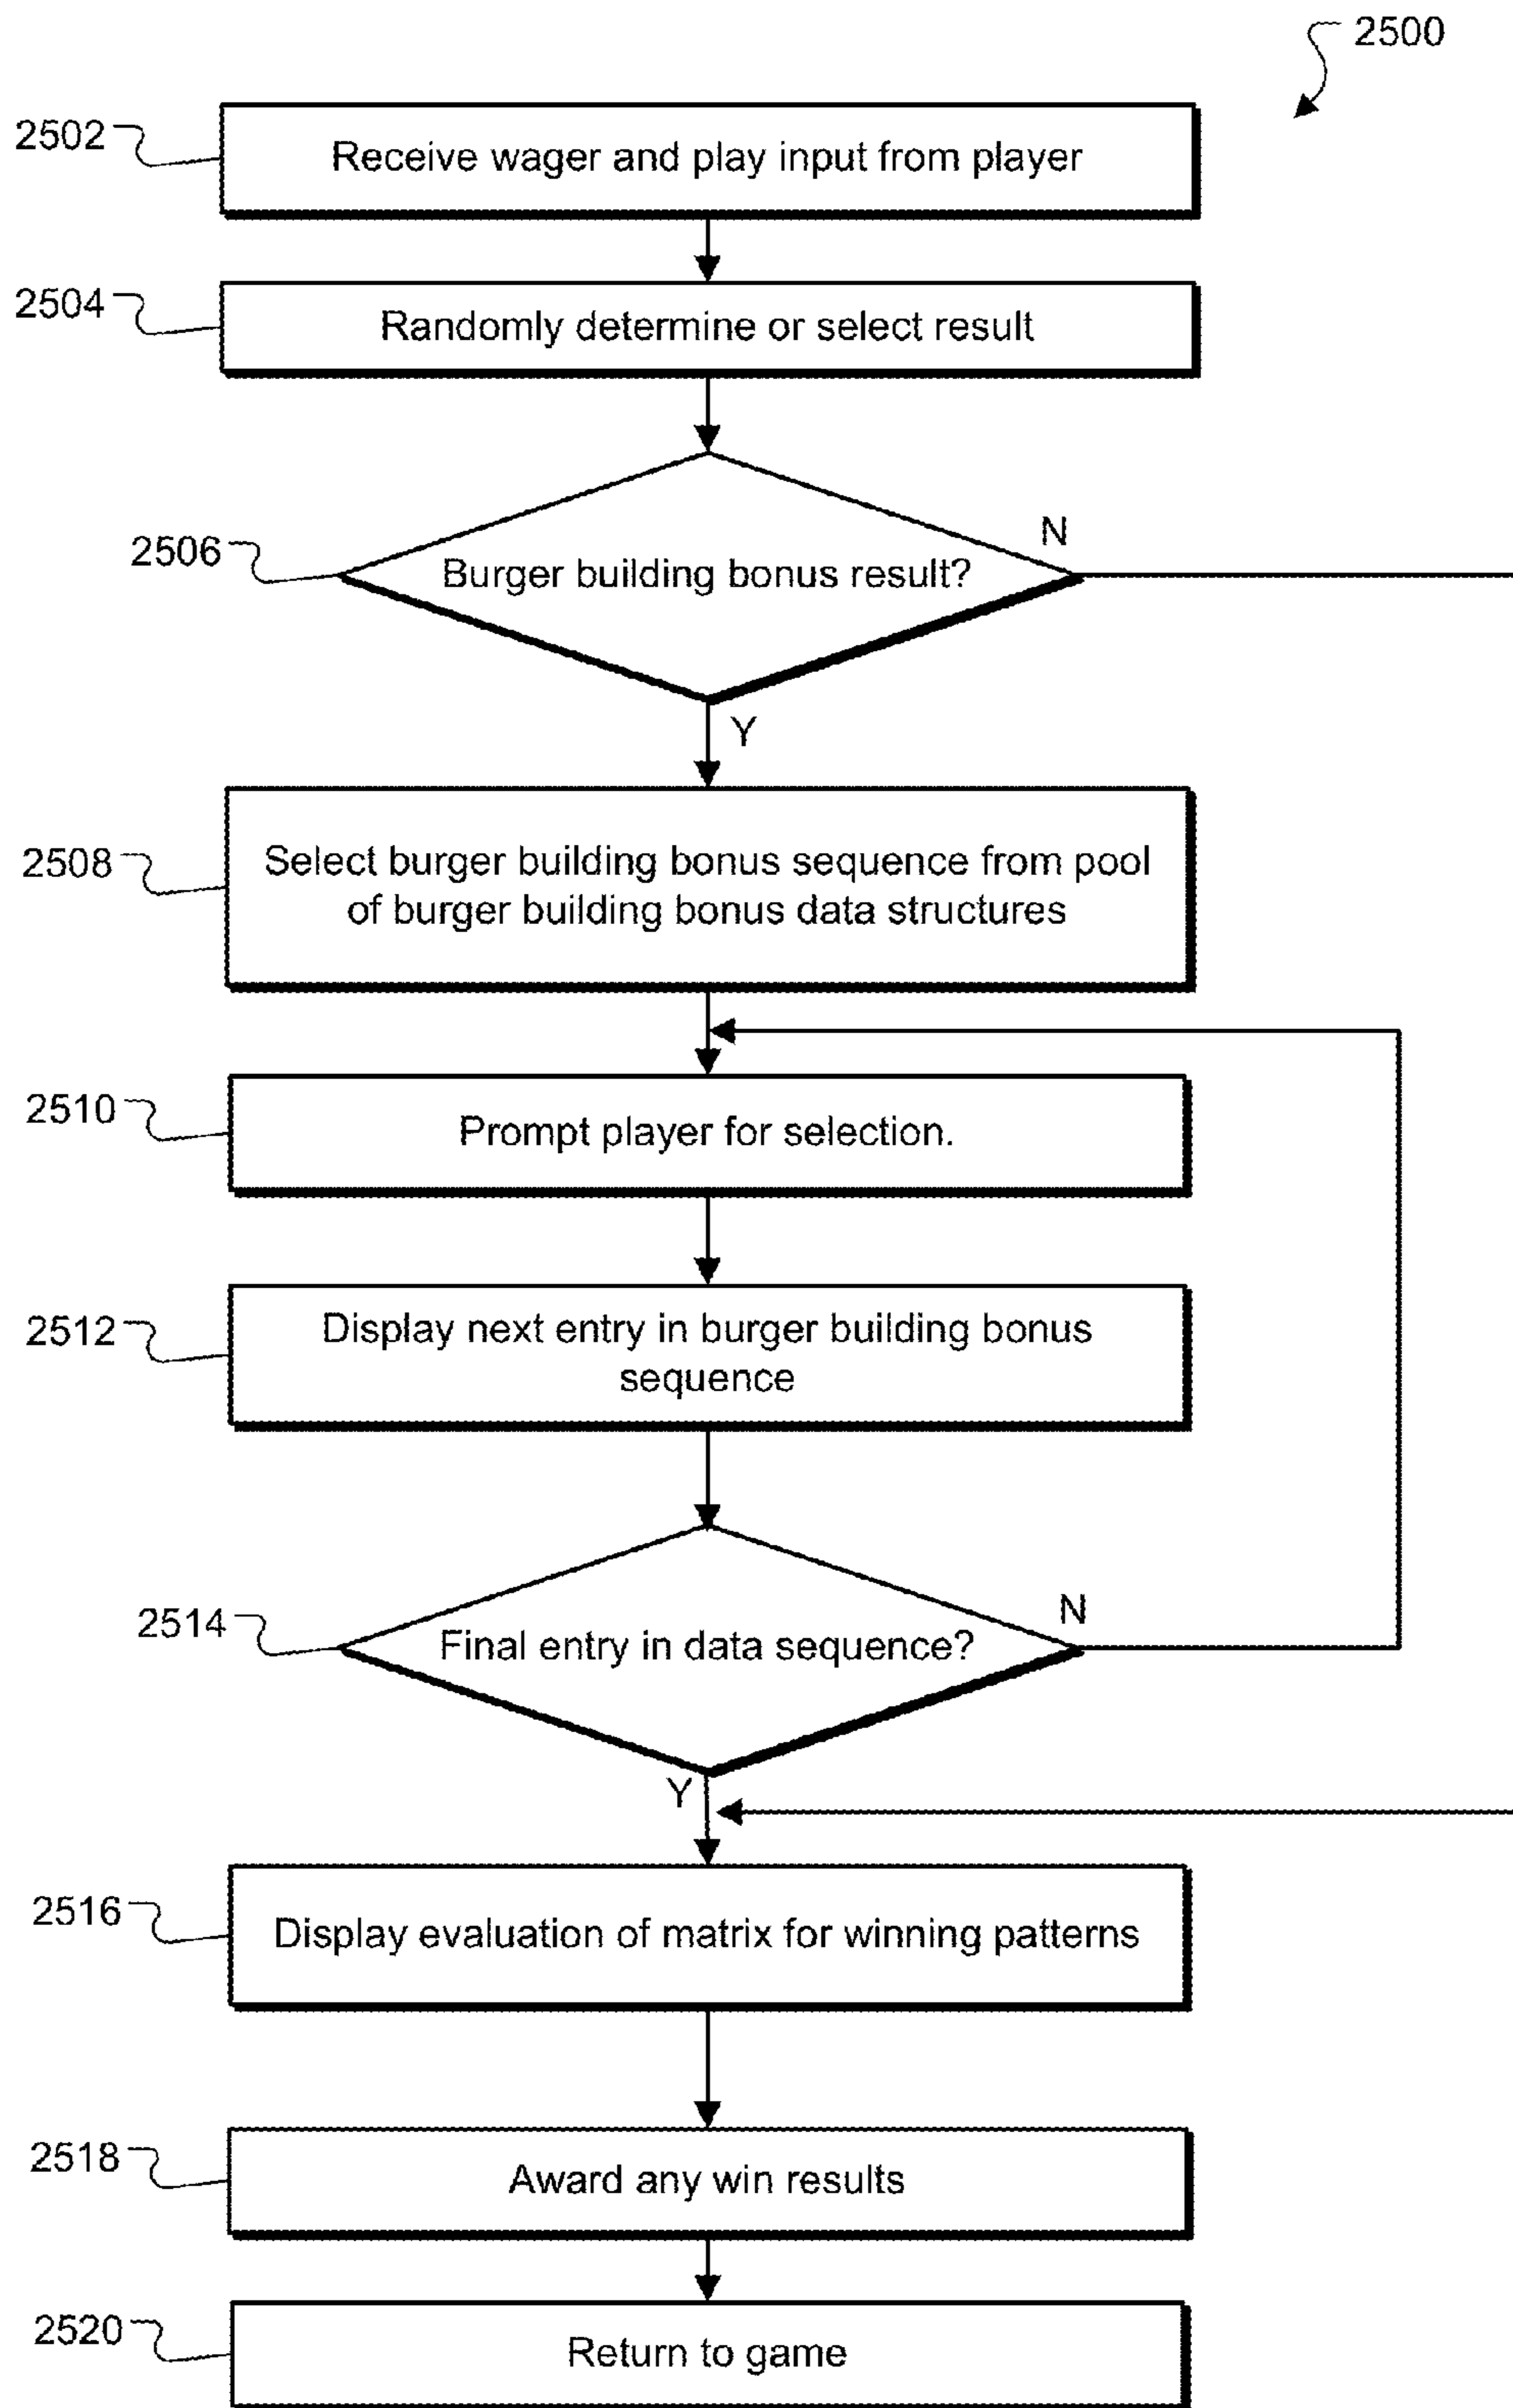 2500
2502
Receive wager and play input from player
2504
Randomly determine or select result
2506
Burger building bonus result?
N
Y
2508
Select burger building bonus sequence from pool
of burger building bonus data structures
2510
Prompt player for selection.
2512
Display next entry in burger building bonus
sequence
2514
Final entry in data sequence?
N
Y
2516
Display evaluation of matrix for winning patterns
2518
Award any win results
2520
Return to game